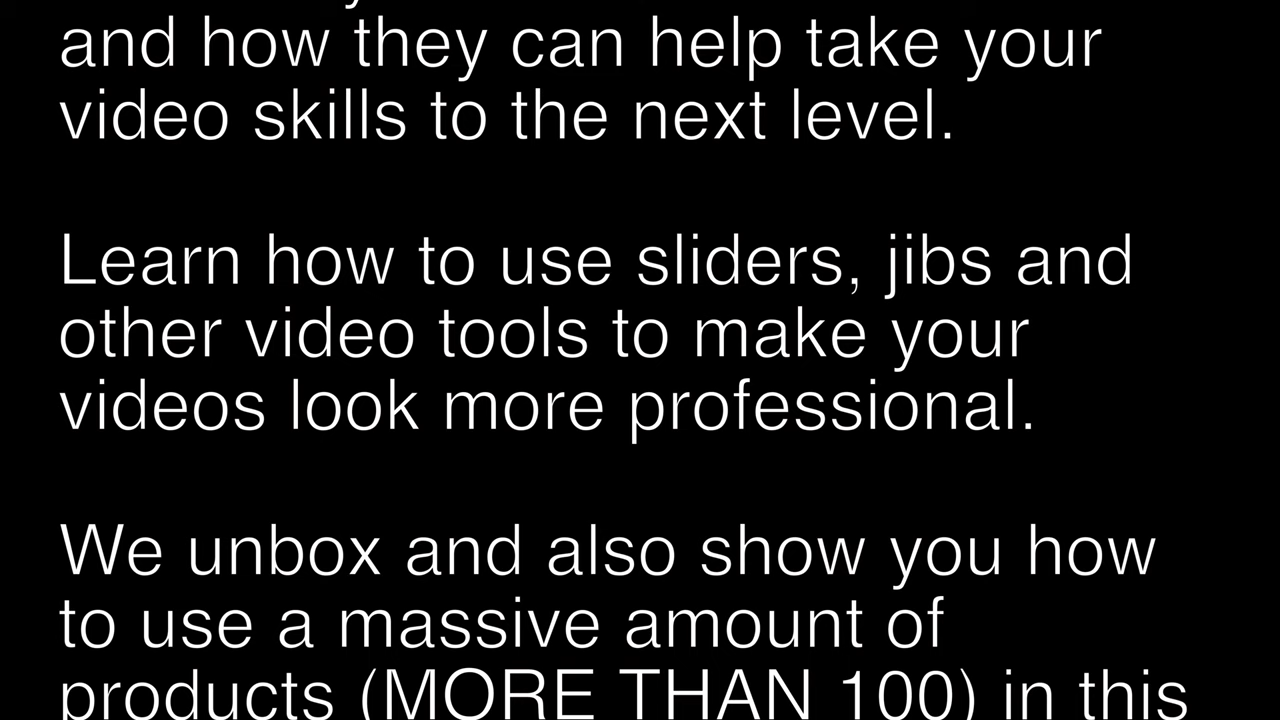 and how they can help take your
video skills to the next level.
Learn how to use sliders, jibs and
other video tools to make your
videos look more professional.
We unbox and also show you how
to use a massive amount of
products (MORE THAN 100) in this